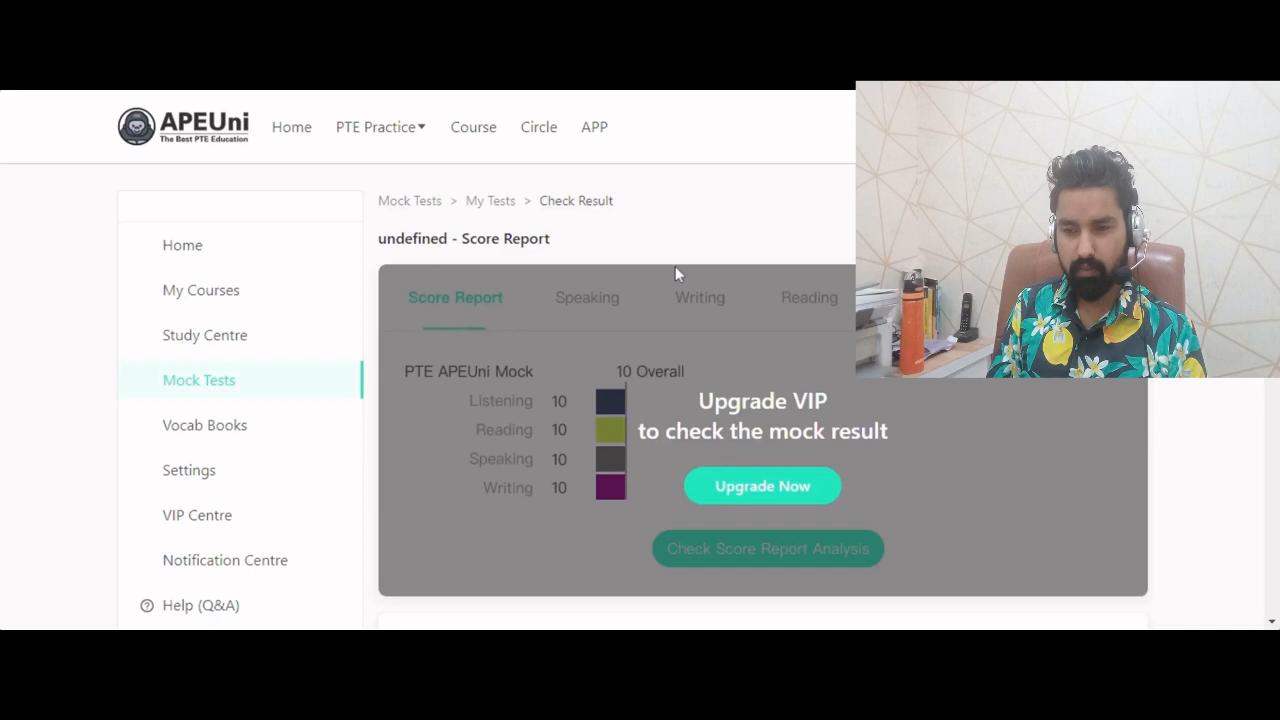 APEUni
The Best PTE Education
Home
PTE Practice
Course
Circle
APP
Home
My Courses
Study Centre
Mock Tests
Vocab Books
Settings
VIP Centre
Notification Centre
Help (Q&A)
Mock Tests > My Tests > Check Result
undefined - Score Report
Score Report
Speaking
Writing
Reading
PTE APEUni Mock
10 Overall
Listening 10
Reading 10
Speaking 10
Writing 10
Upgrade VIP
to check the mock result
Upgrade Now
Check Score Report Analysis